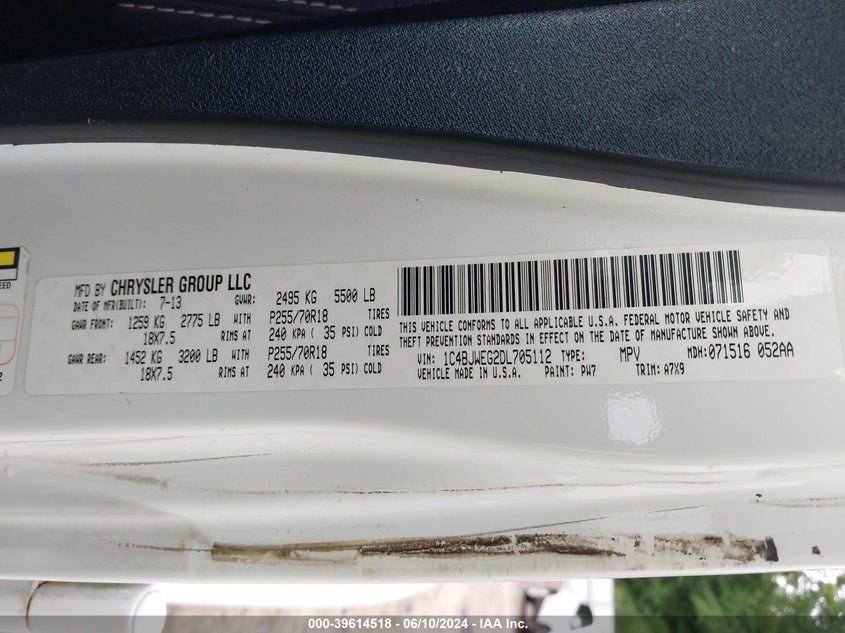 MFD BY CHRYSLER GROUP LLC
DATE OF MFR(BUILT): 7-13 GVWR: 2495 KG 5500 LB
GAWR FRONT: 1259 KG 2775 LB WITH P255/70R18 TIRES
18X7.5 RIMS AT 240 KPA ( 35 PSI) COLD
GAWR REAR: 1452 KG 3200 LB WITH P255/70R18 TIRES
18X7.5 RIMS AT 240 KPA ( 35 PSI) COLD
THIS VEHICLE CONFORMS TO ALL APPLICABLE U.S.A. FEDERAL MOTOR VEHICLE SAFETY AND
THEFT PREVENTION STANDARDS IN EFFECT ON THE DATE OF MANUFACTURE SHOWN ABOVE.
VIN: 1C4BJWEG2DL705112 TYPE: MPV MDH: 071516 052AA
VEHICLE MADE IN U.S.A. PAINT: PW7 TRIM: A7X9
000-39614518 - 06/10/2024 - IAA Inc.